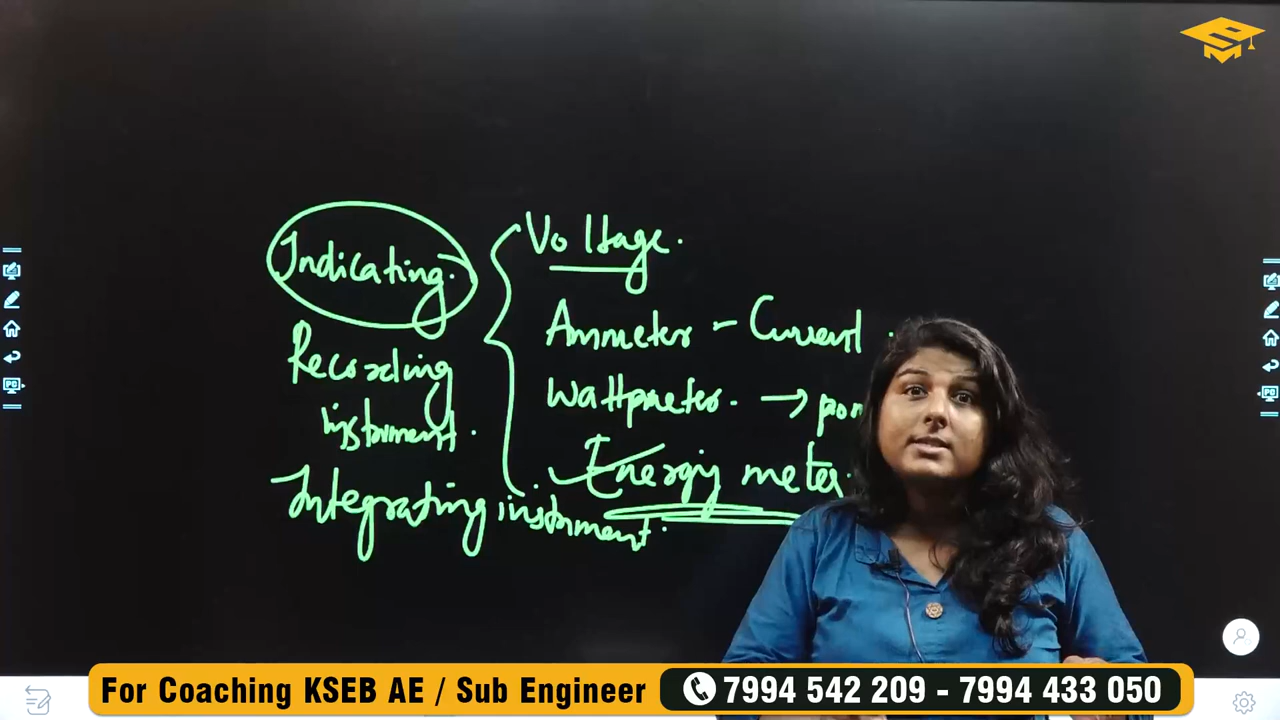 Indicating.
Recording
instrument.
Integrating instrument.
Voltage.
Ammeter - Current.
Wattmeter. →
Energy meter.
For Coaching KSEB AE / Sub Engineer 7994 542 209 - 7994 433 050